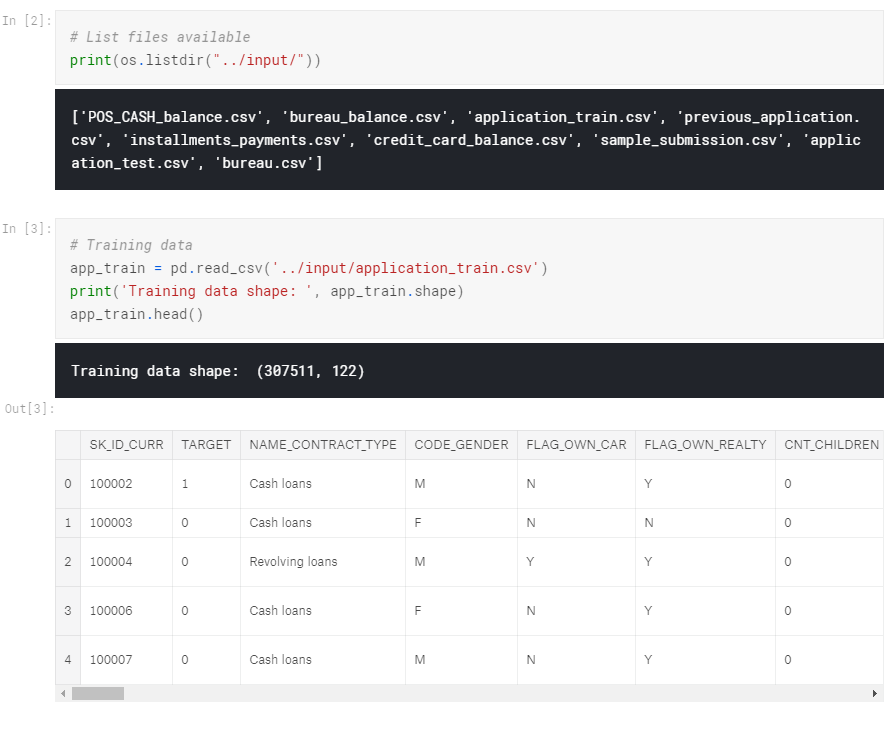 In [2]:
# List files available
print(os.listdir("../input/"))
['POS_CASH_balance.csv', 'bureau_balance.csv', 'application_train.csv', 'previous_application.
csv', 'installments_payments.csv', 'credit_card_balance.csv', 'sample_submission.csv', 'applic
ation_test.csv', 'bureau.csv']
In [3]:
# Training data
app_train = pd.read_csv('../input/application_train.csv')
print('Training data shape: ', app_train.shape)
app_train.head()
Training data shape:  (307511, 122)
Out[3]:
SK_ID_CURR TARGET NAME_CONTRACT_TYPE CODE_GENDER FLAG_OWN_CAR FLAG_OWN_REALTY CNT_CHILDREN
0 100002 1 Cash loans M N Y 0
1 100003 0 Cash loans F N N 0
2 100004 0 Revolving loans M Y Y 0
3 100006 0 Cash loans F N Y 0
4 100007 0 Cash loans M N Y 0